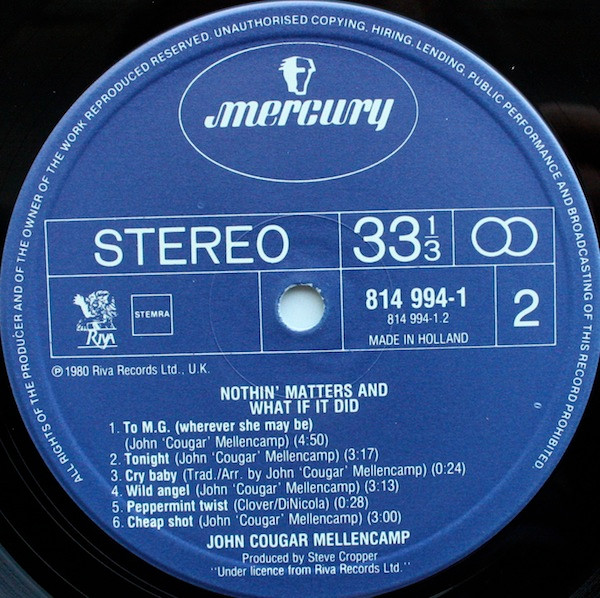 ALL RIGHTS OF THE PRODUCER AND OF THE OWNER OF THE WORK REPRODUCED RESERVED. UNAUTHORISED COPYING, HIRING, LENDING, PUBLIC PERFORMANCE AND BROADCASTING OF THIS RECORD PROHIBITED.
mercury
STEREO
33 1/3
814 994-1
814 994-1.2
MADE IN HOLLAND
2
Riva
STEMRA
℗ 1980 Riva Records Ltd., U.K.
NOTHIN' MATTERS AND
WHAT IF IT DID
1. To M.G. (wherever she may be)
(John 'Cougar' Mellencamp) (4:50)
2. Tonight (John 'Cougar' Mellencamp) (3:17)
3. Cry baby (Trad./Arr. by John 'Cougar' Mellencamp) (0:24)
4. Wild angel (John 'Cougar' Mellencamp) (3:13)
5. Peppermint twist (Clover/DiNicola) (0:28)
6. Cheap shot (John 'Cougar' Mellencamp) (3:00)
JOHN COUGAR MELLENCAMP
Produced by Steve Cropper
"Under licence from Riva Records Ltd."